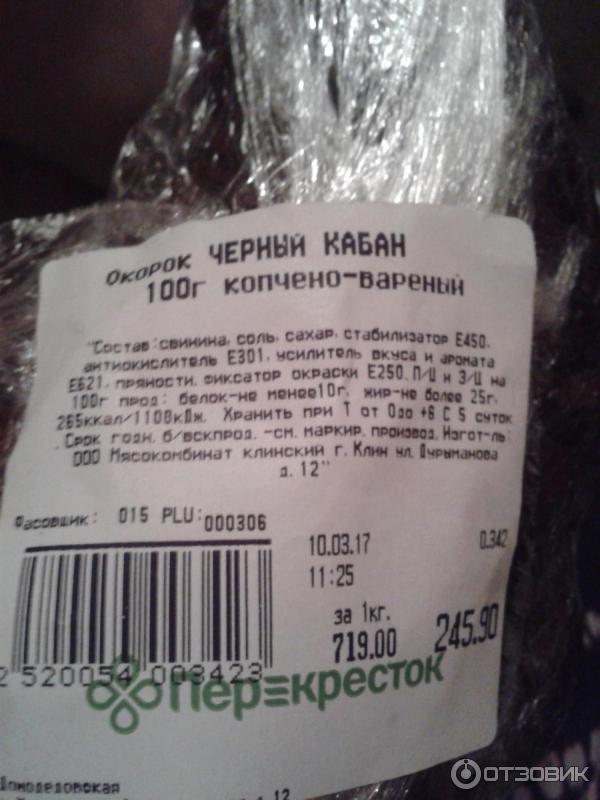 Окорок ЧЕРНЫЙ КАБАН
100г копчено-вареный
"Состав:свинина, соль, сахар, стабилизатор Е450,
антиокислитель Е301, усилитель вкуса и аромата
Е621, пряности, фиксатор окраски Е250. П/Ц и Э/Ц на
100г прод: белок-не менее10г, жир-не более 25г,
265ккал/1108кДж. Хранить при Т от 0до +6 С 5 суток
. Срок годн. б/вскпрод. -см. маркир. производ. Изгот-ль:
ООО Мясокомбинат клинский г. Клин ул. Дурыманова
д. 12"
Фасовщик: 015 PLU:000306
10.03.17 0.342
11:25
за 1кг.
719.00 245.90
2 520054 003423
Перекресток
Домодедовская
12
ОТЗОВИК